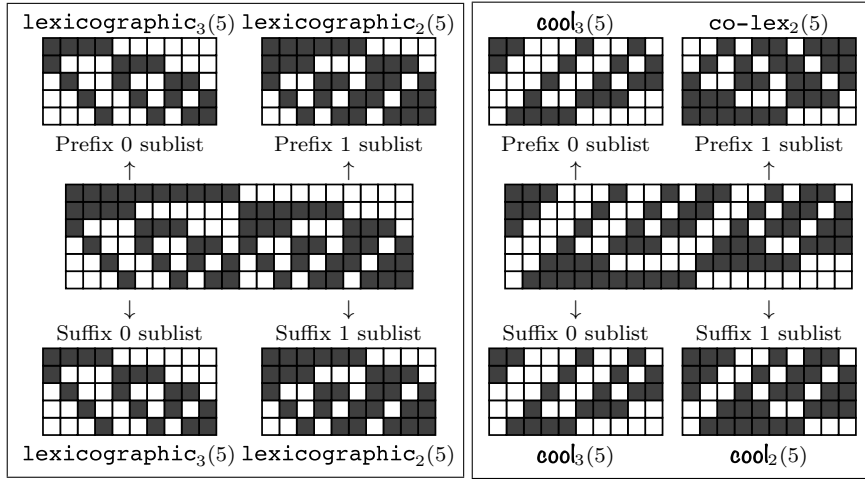 lexicographic₃(5) lexicographic₂(5)
Prefix 0 sublist Prefix 1 sublist
↑ ↑
↓ ↓
Suffix 0 sublist Suffix 1 sublist
lexicographic₃(5) lexicographic₂(5)
cool₃(5) co-lex₂(5)
Prefix 0 sublist Prefix 1 sublist
↑ ↑
↓ ↓
Suffix 0 sublist Suffix 1 sublist
cool₃(5) cool₂(5)